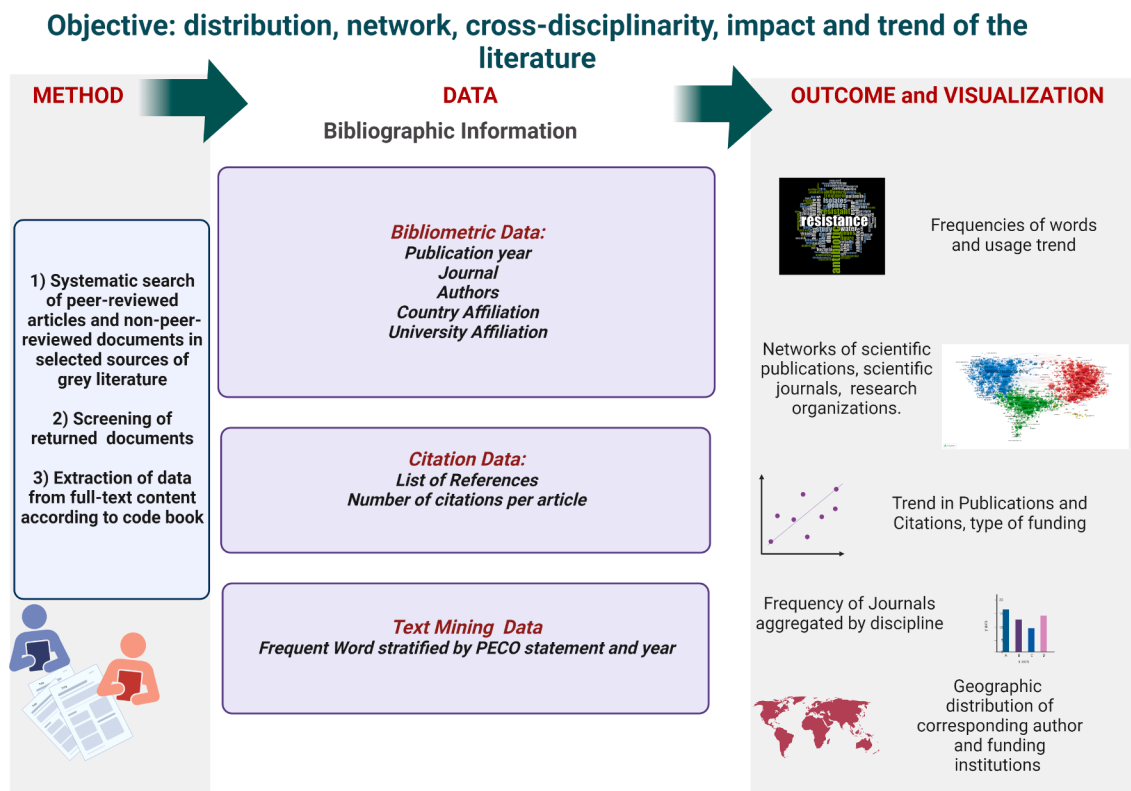 Objective: distribution, network, cross-disciplinarity, impact and trend of the
literature
METHOD
DATA
OUTCOME and VISUALIZATION
Bibliographic Information
1) Systematic search
of peer-reviewed
articles and non-peer-
reviewed documents in
selected sources of
grey literature
2) Screening of
returned documents
3) Extraction of data
from full-text content
according to code book
Bibliometric Data:
Publication year
Journal
Authors
Country Affiliation
University Affiliation
Citation Data:
List of References
Number of citations per article
Text Mining Data
Frequent Word stratified by PECO statement and year
isolates
genes
resistant
resistance
study
water
antibiotic
Frequencies of words
and usage trend
Networks of scientific
publications, scientific
journals, research
organizations.
Trend in Publications and
Citations, type of funding
Frequency of Journals
aggregated by discipline
A B C D
Geographic
distribution of
corresponding author
and funding
institutions